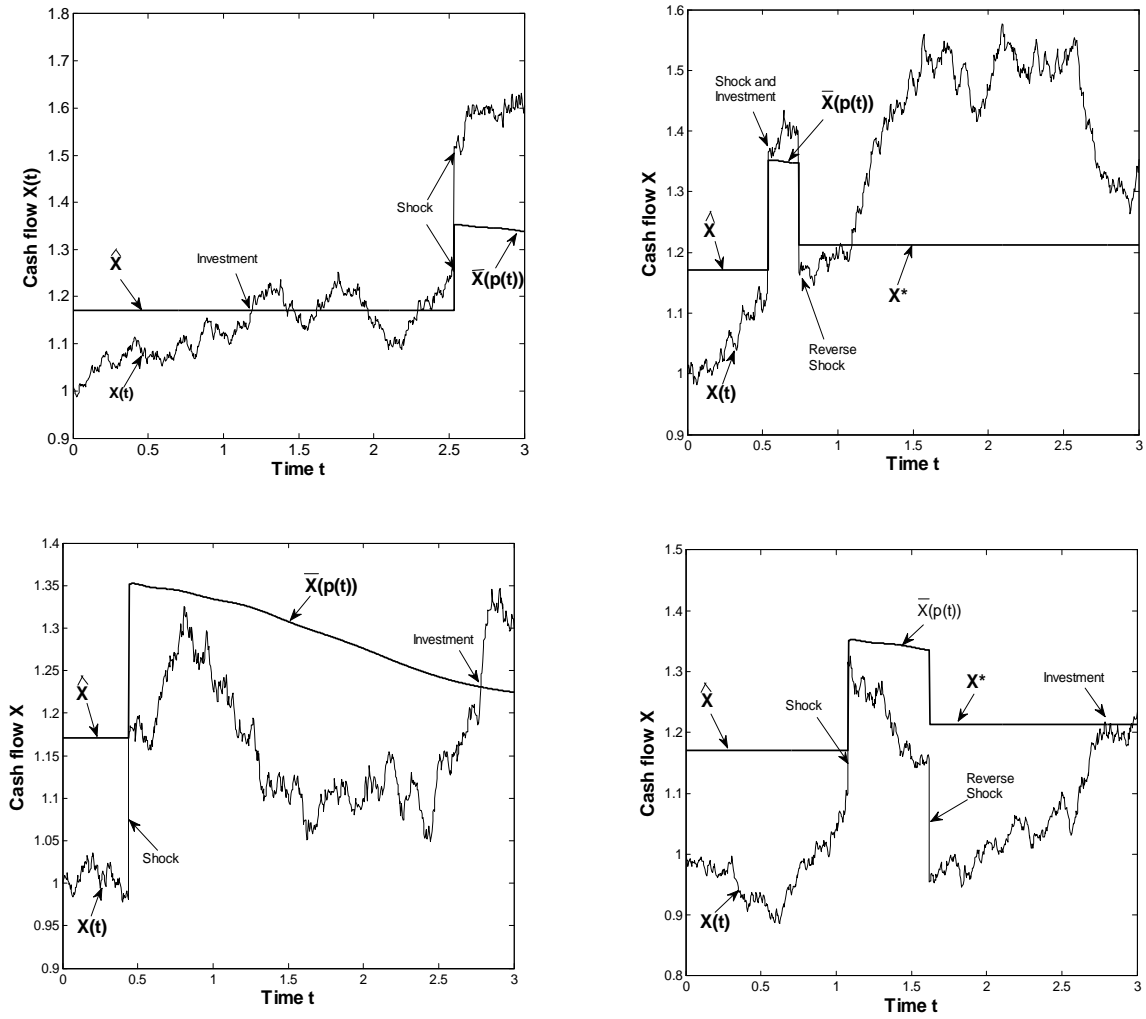 1.8
1.7
1.6
1.5
1.4
1.3
1.2
1.1
1
0.9
Cash flow X(t)
X̂
Investment
Shock
X̅(p(t))
X(t)
0 0.5 1 1.5 2 2.5 3
Time t
1.6
1.5
1.4
1.3
1.2
1.1
1
0.9
Cash flow X
Shock and
Investment
X̅(p(t))
X̂
X*
Reverse
Shock
X(t)
0 0.5 1 1.5 2 2.5 3
Time t
1.4
1.35
1.3
1.25
1.2
1.15
1.1
1.05
1
0.95
0.9
Cash flow X
X̅(p(t))
Investment
X̂
Shock
X(t)
0 0.5 1 1.5 2 2.5 3
Time t
1.5
1.4
1.3
1.2
1.1
1
0.9
0.8
Cash flow X
X̅(p(t))
X̂
Shock
X*
Investment
Reverse
Shock
X(t)
0 0.5 1 1.5 2 2.5 3
Time t